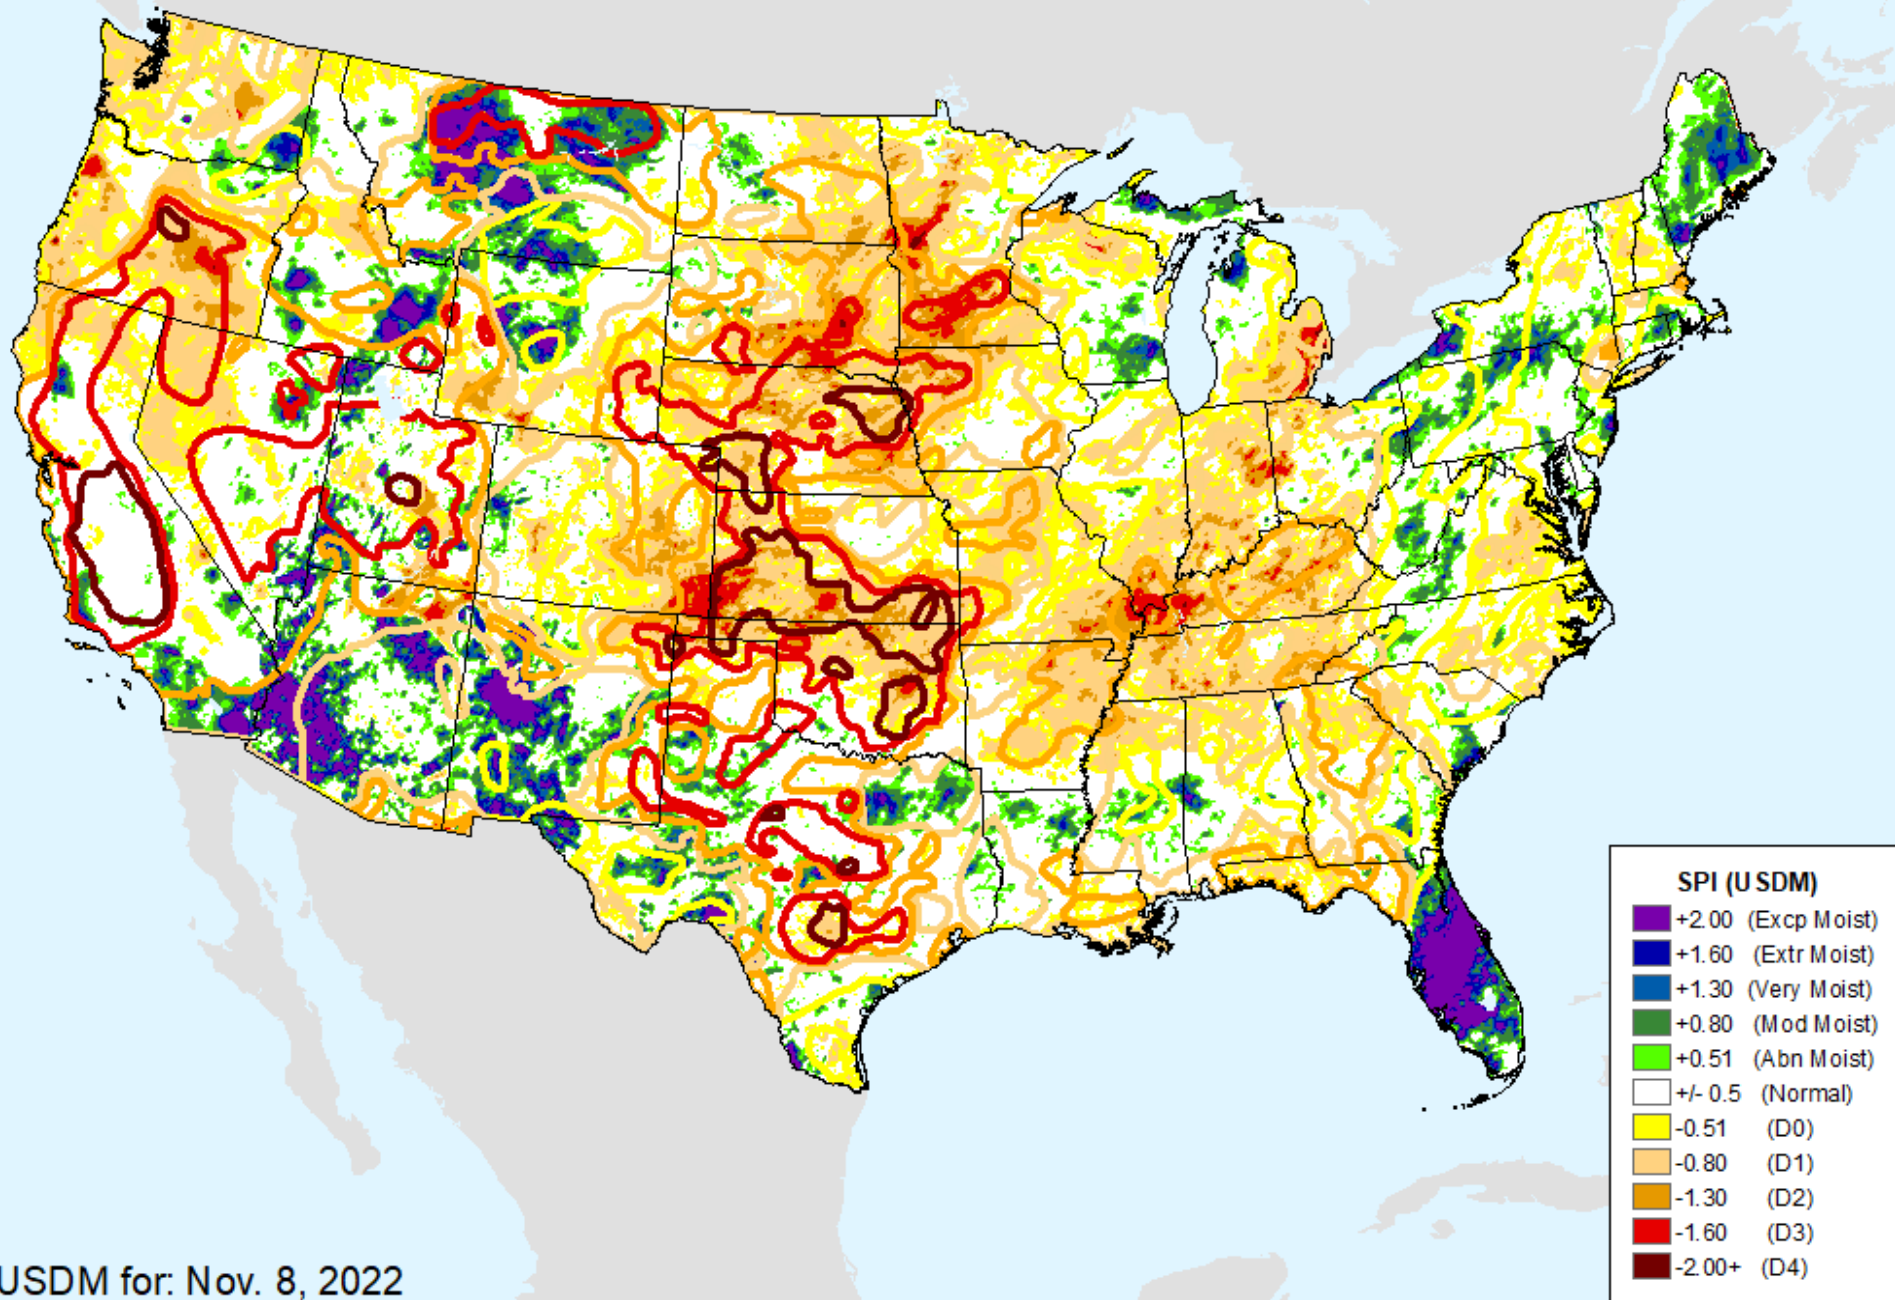 SPI (USDM)
+2.00 (Excp Moist)
+1.60 (Extr Moist)
+1.30 (Very Moist)
+0.80 (Mod Moist)
+0.51 (Abn Moist)
+/- 0.5 (Normal)
-0.51 (D0)
-0.80 (D1)
-1.30 (D2)
-1.60 (D3)
-2.00+ (D4)
USDM for: Nov. 8, 2022